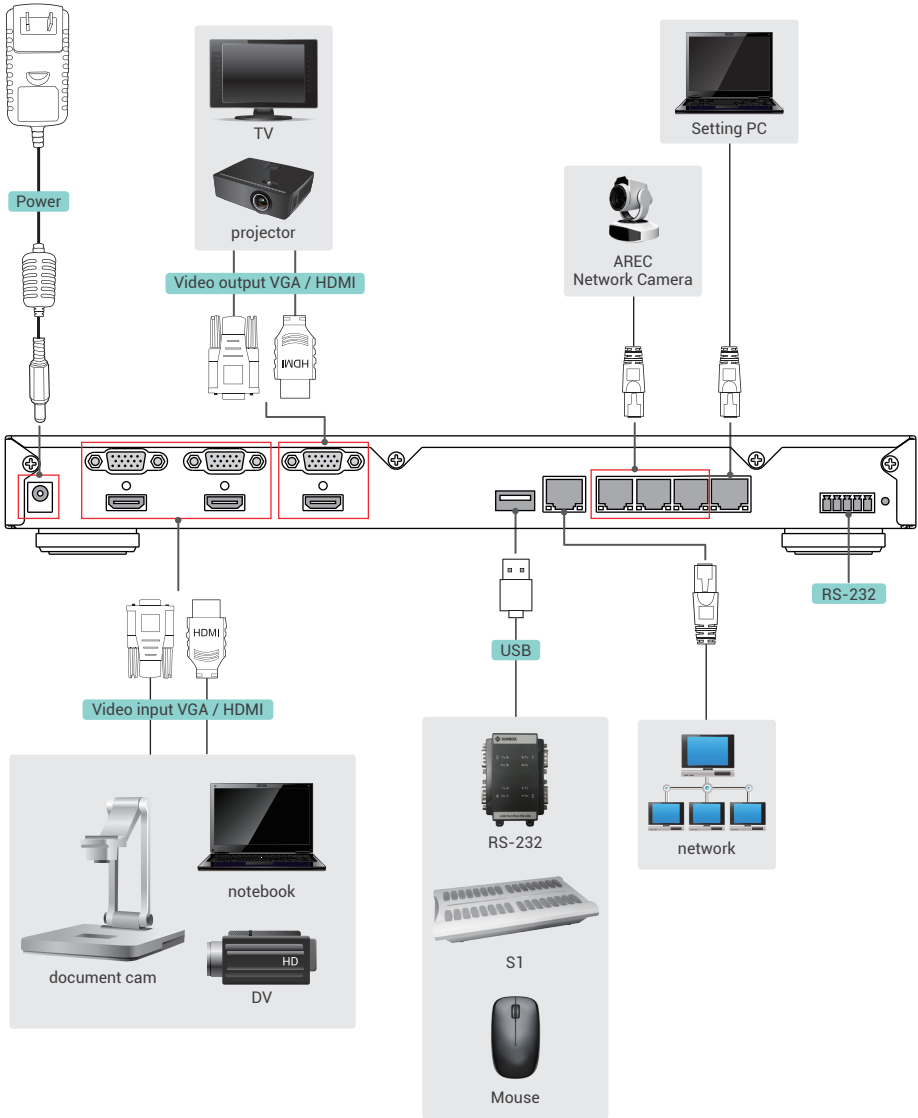 TV
projector
Setting PC
Power
AREC
Network Camera
Video output VGA / HDMI
HDMI
RS-232
HDMI
USB
Video input VGA / HDMI
SUNBOX
RS-232
network
notebook
S1
HD
document cam
DV
Mouse